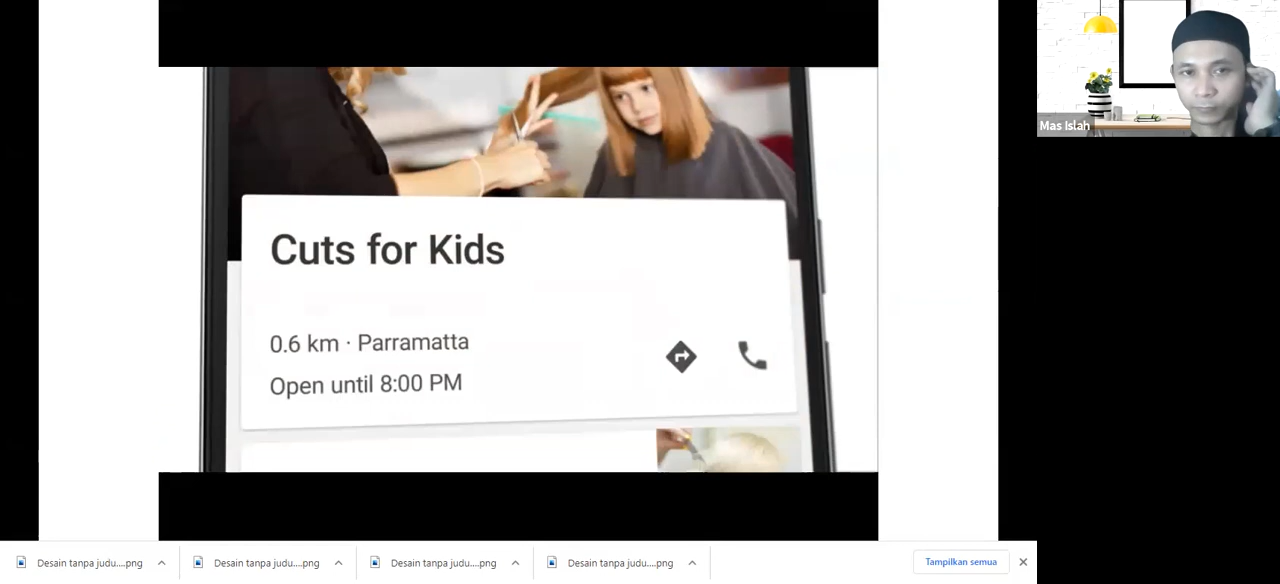 Mas Islah
Cuts for Kids
0.6 km · Parramatta
Open until 8:00 PM
Desain tanpa judu....png
Desain tanpa judu....png
Desain tanpa judu....png
Desain tanpa judu....png
Tampilkan semua